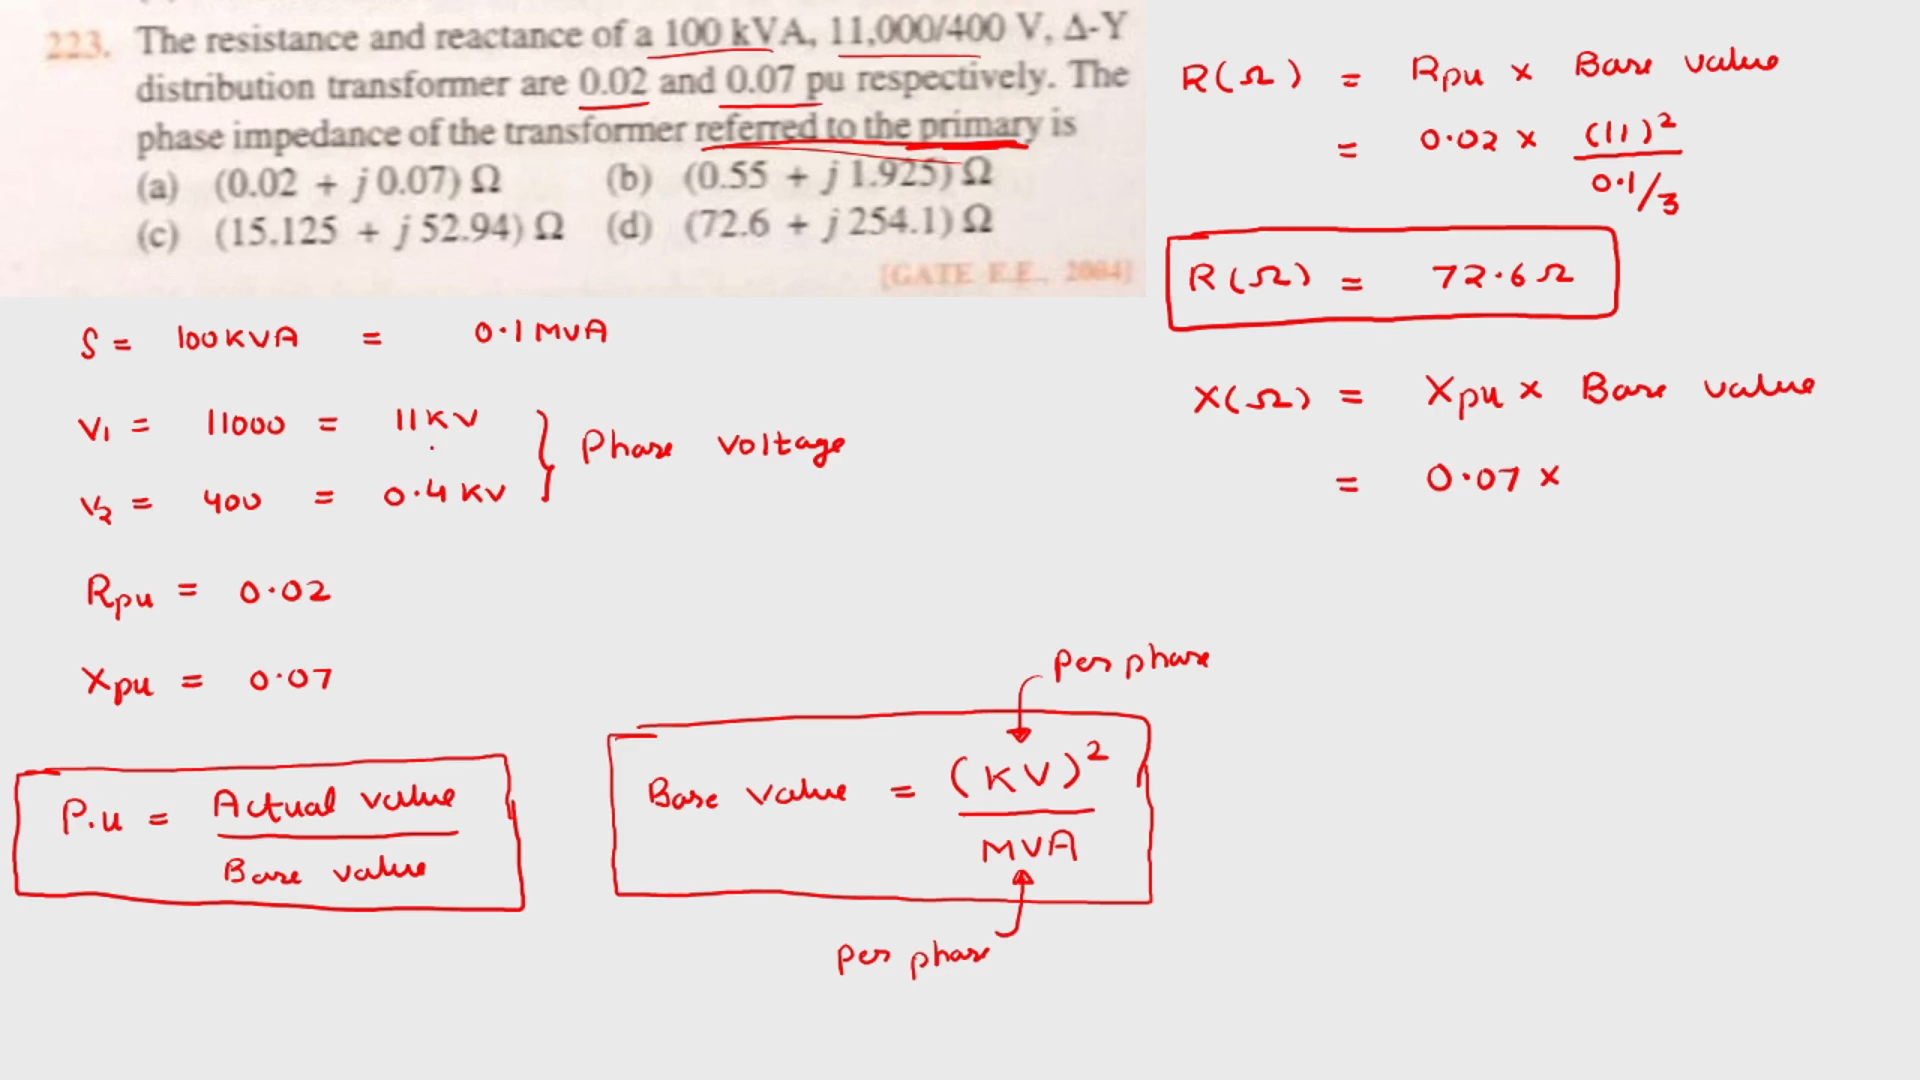 223. The resistance and reactance of a 100 kVA, 11,000/400 V, Δ-Y
distribution transformer are 0.02 and 0.07 pu respectively. The
phase impedance of the transformer referred to the primary is
(a) (0.02 + j 0.07) Ω (b) (0.55 + j 1.925) Ω
(c) (15.125 + j 52.94) Ω (d) (72.6 + j 254.1) Ω
[GATE E.E., 2004]
S = 100KVA = 0.1 MVA
V1 = 11000 = 11KV
V2 = 400 = 0.4 KV
} Phase voltage
Rpu = 0.02
Xpu = 0.07
P.u = Actual value
Base value
per phase
Base value = (KV)²
MVA
per phase
R(Ω) = Rpu × Base value
= 0.02 × (11)²
0.1/3
R(Ω) = 72.6 Ω
X(Ω) = Xpu × Base value
= 0.07 ×